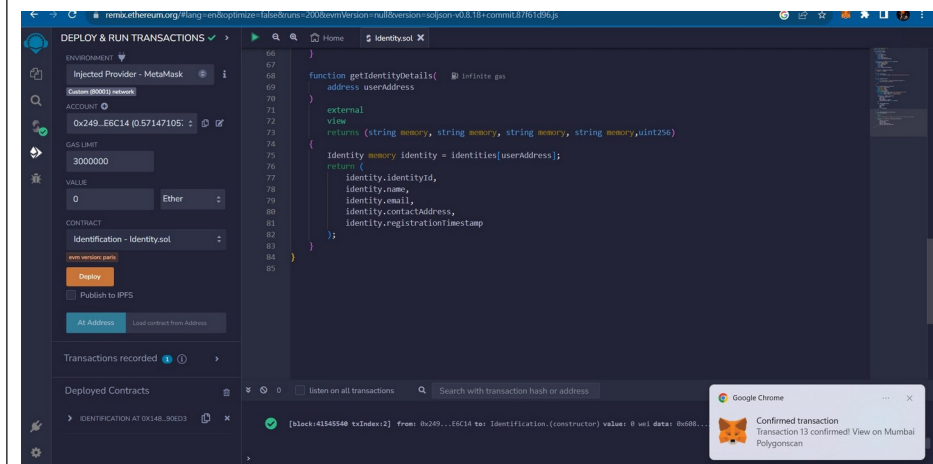 remix.ethereum.org/#lang=en&optimize=false&runs=200&evmVersion=null&version=soljson-v0.8.18+commit.87f61d96.js
DEPLOY & RUN TRANSACTIONS
ENVIRONMENT
Injected Provider - MetaMask
Custom (80001) network
ACCOUNT
0x249...E6C14 (0.57147105
GAS LIMIT
3000000
VALUE
0 Ether
CONTRACT
Identification - Identity.sol
evm version: paris
Deploy
Publish to IPFS
At Address Load contract from Address
Transactions recorded 1
Deployed Contracts
IDENTIFICATION AT 0X14B...90ED3
Home Identity.sol
66 }
67
68 function getIdentityDetails( infinite gas
69 address userAddress
70 )
71 external
72 view
73 returns (string memory, string memory, string memory, string memory,uint256)
74 {
75 Identity memory identity = identities[userAddress];
76 return (
77 identity.identityId,
78 identity.name,
79 identity.email,
80 identity.contactAddress,
81 identity.registrationTimestamp
82 );
83 }
84 }
85
0 listen on all transactions Search with transaction hash or address
[block:41545540 txIndex:2] from: 0x249...E6C14 to: Identification.(constructor) value: 0 wei data: 0x608...
>
Google Chrome
Confirmed transaction
Transaction 13 confirmed! View on Mumbai
Polygonscan